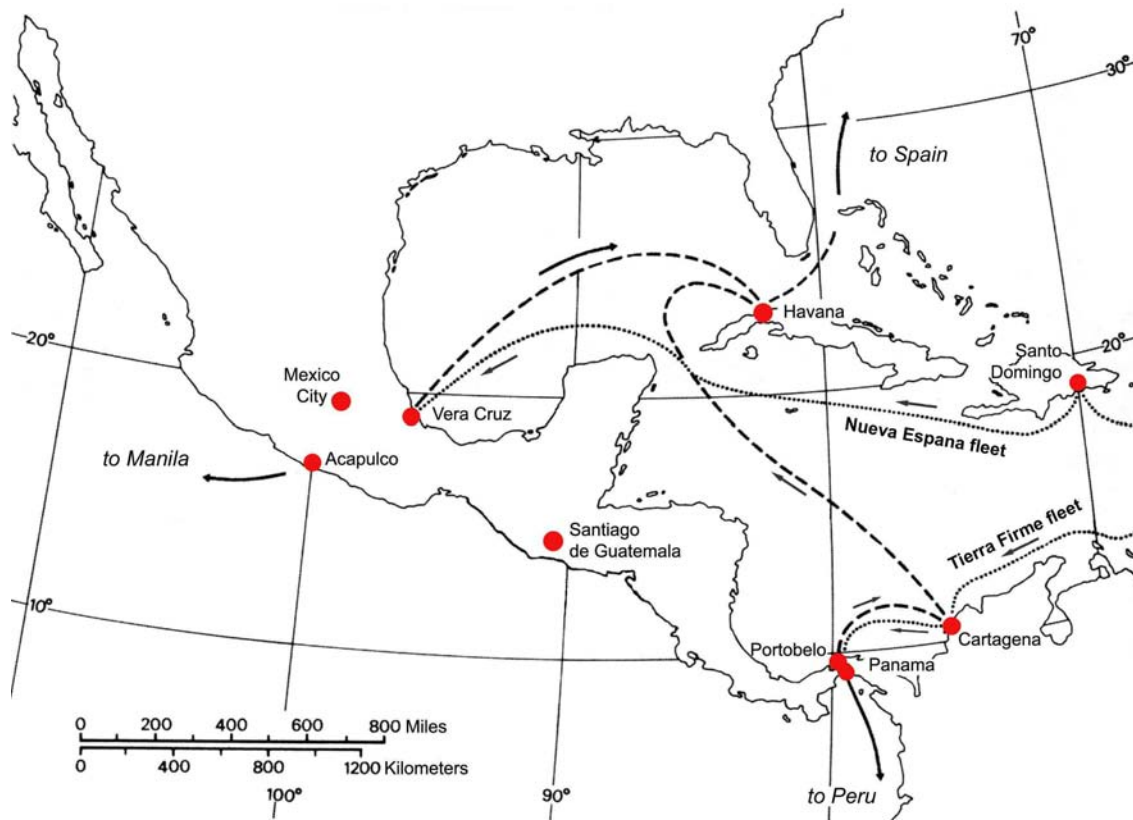 70°
30°
to Spain
Havana
20°
Santo
Domingo
20°
Mexico
City
Vera Cruz
Nueva Espana fleet
to Manila
Acapulco
Santiago
de Guatemala
Tierra Firme fleet
10°
Cartagena
Portobelo
Panama
0 200 400 600 800 Miles
0 400 800 1200 Kilometers
100°
90°
to Peru